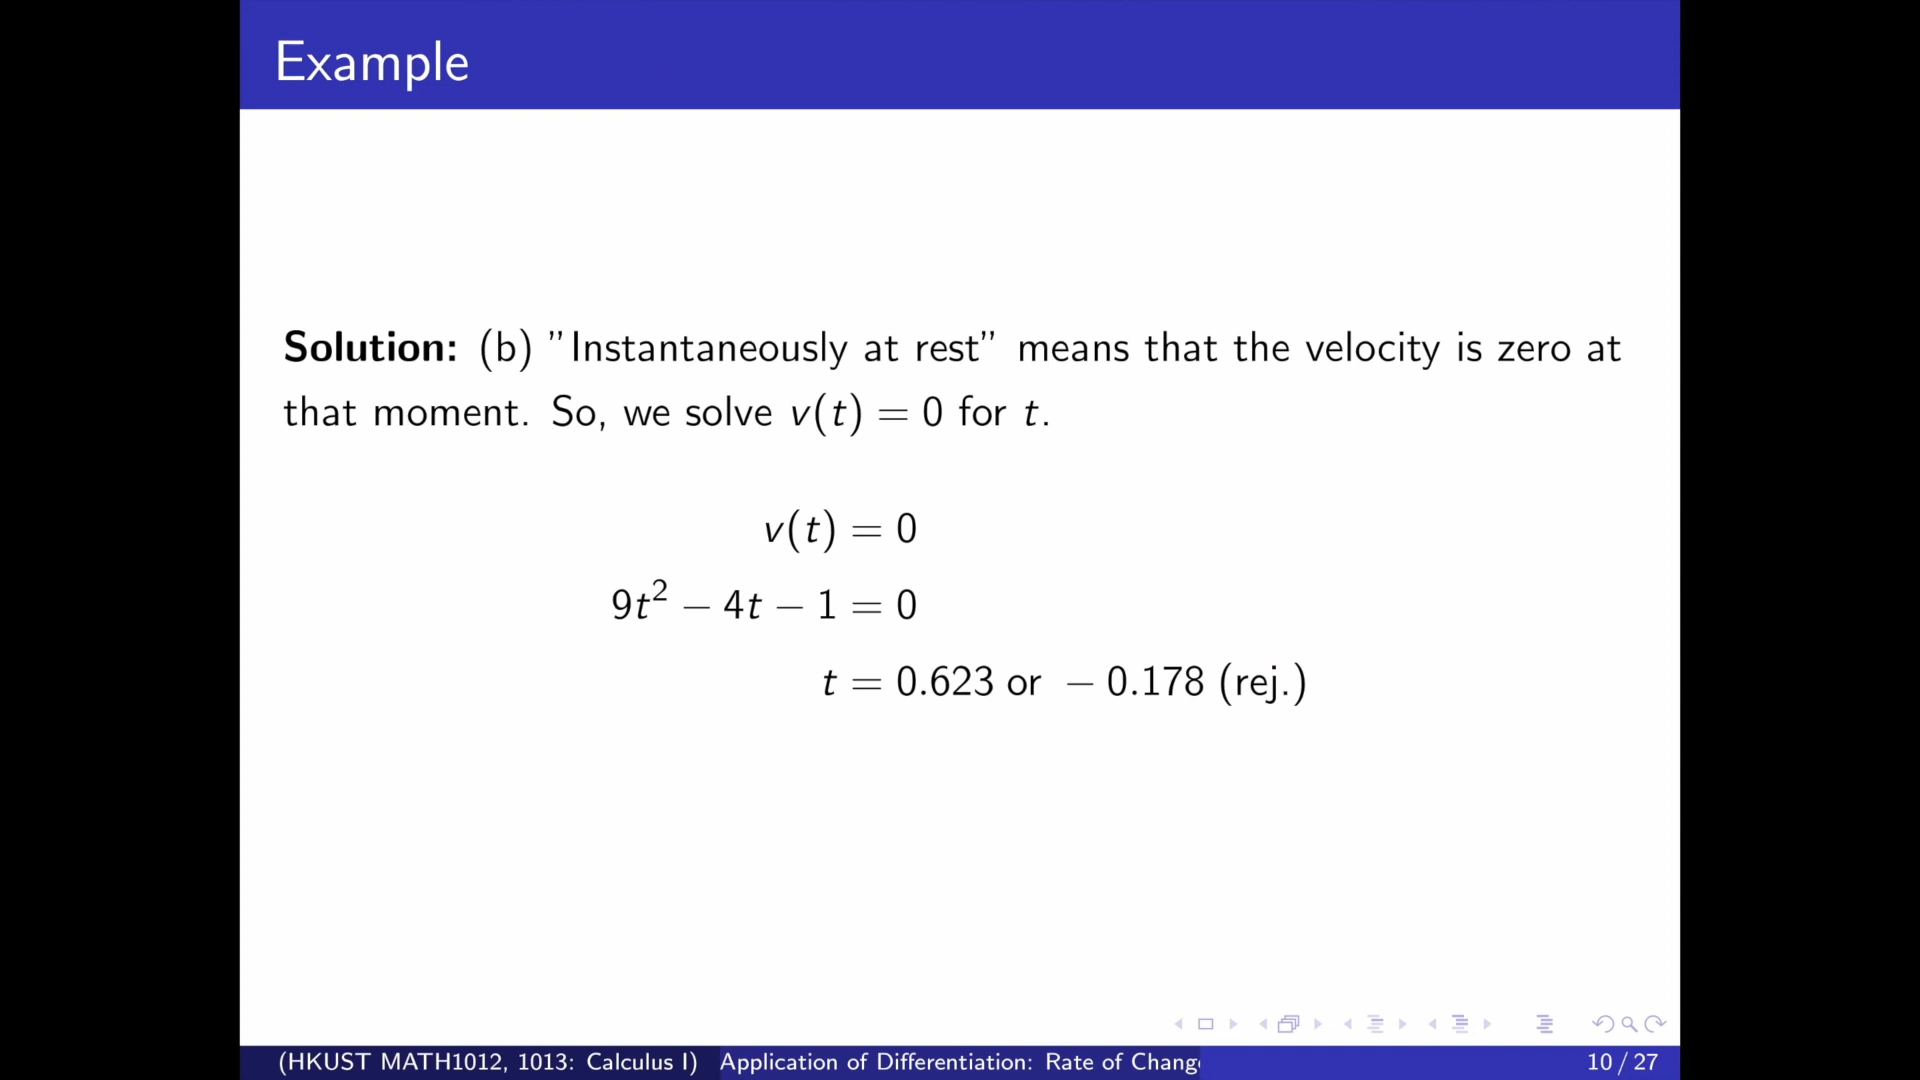 Example
Solution: (b) ”Instantaneously at rest” means that the velocity is zero at
that moment. So, we solve v(t) = 0 for t.
v(t) = 0
9t² − 4t − 1 = 0
t = 0.623 or − 0.178 (rej.)
(HKUST MATH1012, 1013: Calculus I) Application of Differentiation: Rate of Chang 10 / 27